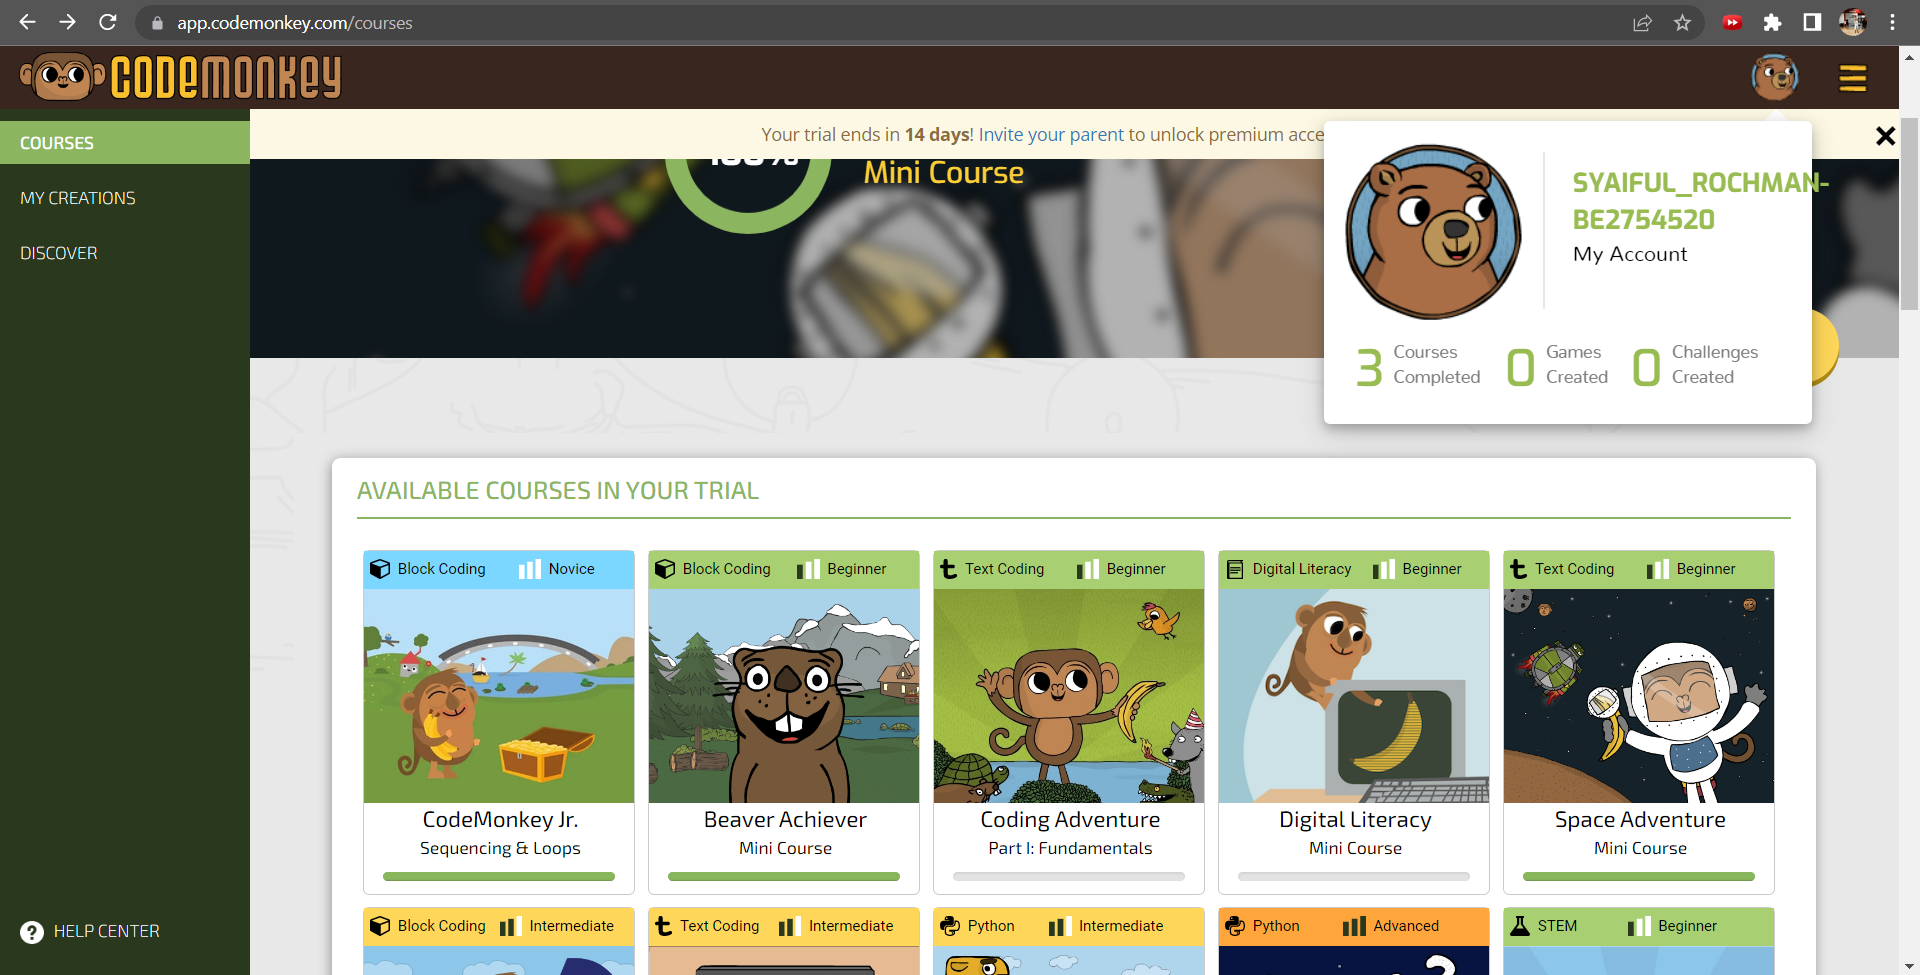 app.codemonkey.com/courses
CODEMONKEY
COURSES
MY CREATIONS
DISCOVER
HELP CENTER
Your trial ends in 14 days! Invite your parent to unlock premium acce
Mini Course
SYAIFUL_ROCHMAN-
BE2754520
My Account
3 Courses Completed
0 Games Created
0 Challenges Created
AVAILABLE COURSES IN YOUR TRIAL
Block Coding Novice
CodeMonkey Jr.
Sequencing & Loops
Block Coding Beginner
Beaver Achiever
Mini Course
Text Coding Beginner
Coding Adventure
Part I: Fundamentals
Digital Literacy Beginner
Digital Literacy
Mini Course
Text Coding Beginner
Space Adventure
Mini Course
Block Coding Intermediate
Text Coding Intermediate
Python Intermediate
Python Advanced
STEM Beginner